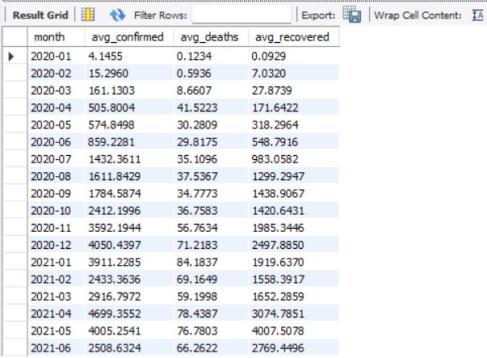 Result Grid Filter Rows: Export: Wrap Cell Content: IA
month avg_confirmed avg_deaths avg_recovered
2020-01 4.1455 0.1234 0.0929
2020-02 15.2960 0.5936 7.0320
2020-03 161.1303 8.6607 27.8739
2020-04 505.8004 41.5223 171.6422
2020-05 574.8498 30.2809 318.2964
2020-06 859.2281 29.8175 548.7916
2020-07 1432.3611 35.1096 983.0582
2020-08 1611.8429 37.5367 1299.2947
2020-09 1784.5874 34.7773 1438.9067
2020-10 2412.1996 36.7583 1420.6431
2020-11 3592.1944 56.7634 1985.3446
2020-12 4050.4397 71.2183 2497.8850
2021-01 3911.2285 84.1837 1919.6370
2021-02 2433.3636 69.1649 1558.3917
2021-03 2916.7972 59.1998 1652.2859
2021-04 4699.3552 78.4387 3074.7851
2021-05 4005.2541 76.7803 4007.5078
2021-06 2508.6324 66.2622 2769.4496